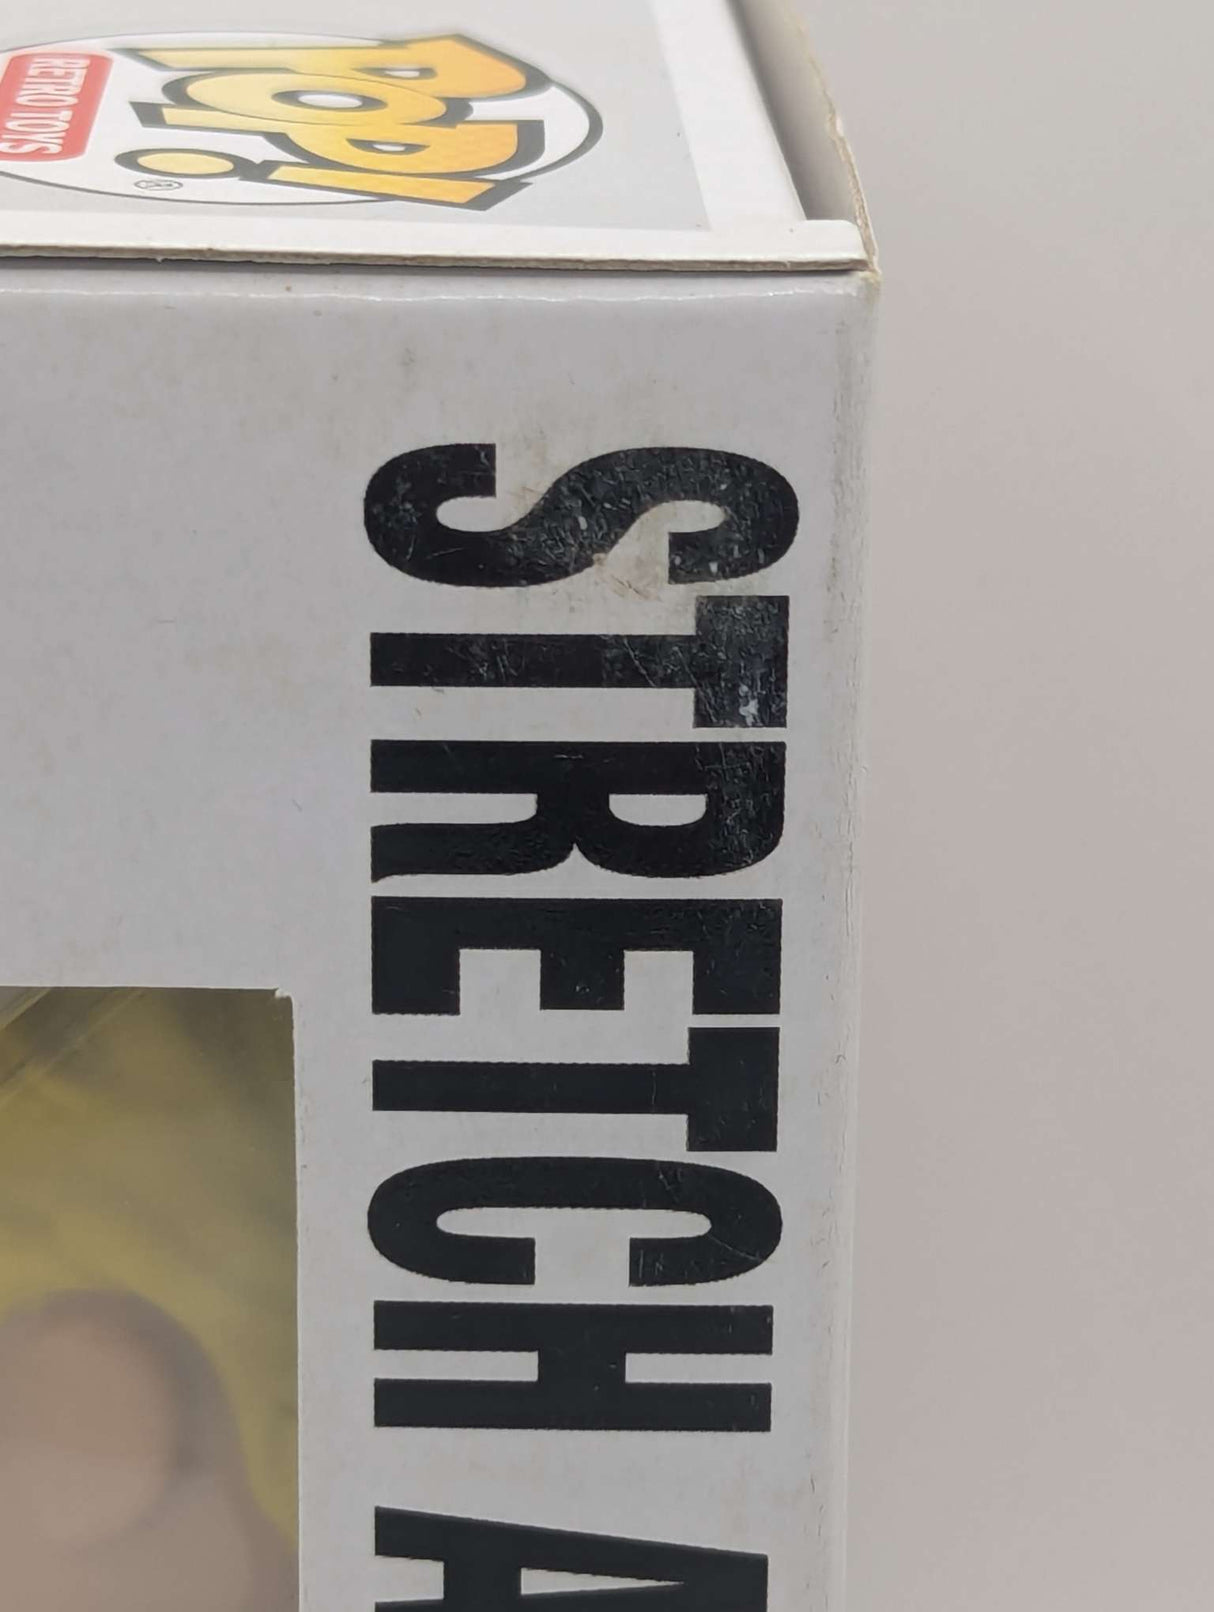 POP!
®
RETRO TOYS
STRETCH A